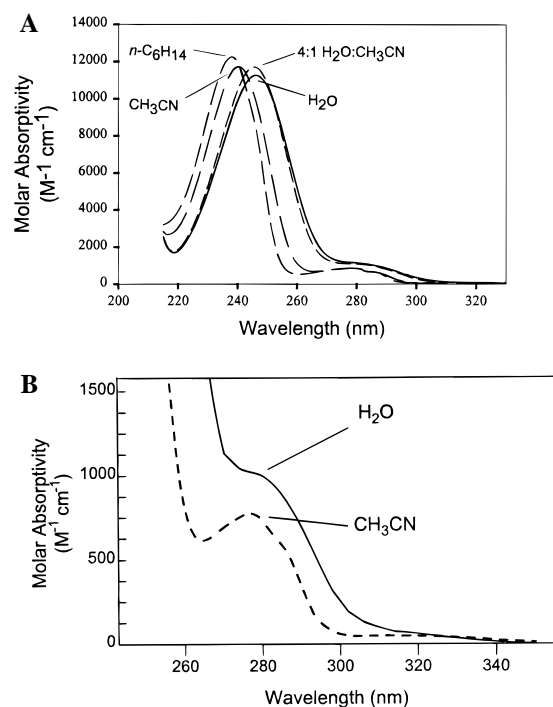 A
14000
12000
10000
8000
6000
4000
2000
0
Molar Absorptivity
(M-1 cm-1)
n-C6H14
4:1 H2O:CH3CN
CH3CN
H2O
200 220 240 260 280 300 320
Wavelength (nm)
B
1500
1000
500
0
Molar Absorptivity
(M-1 cm-1)
H2O
CH3CN
260 280 300 320 340
Wavelength (nm)